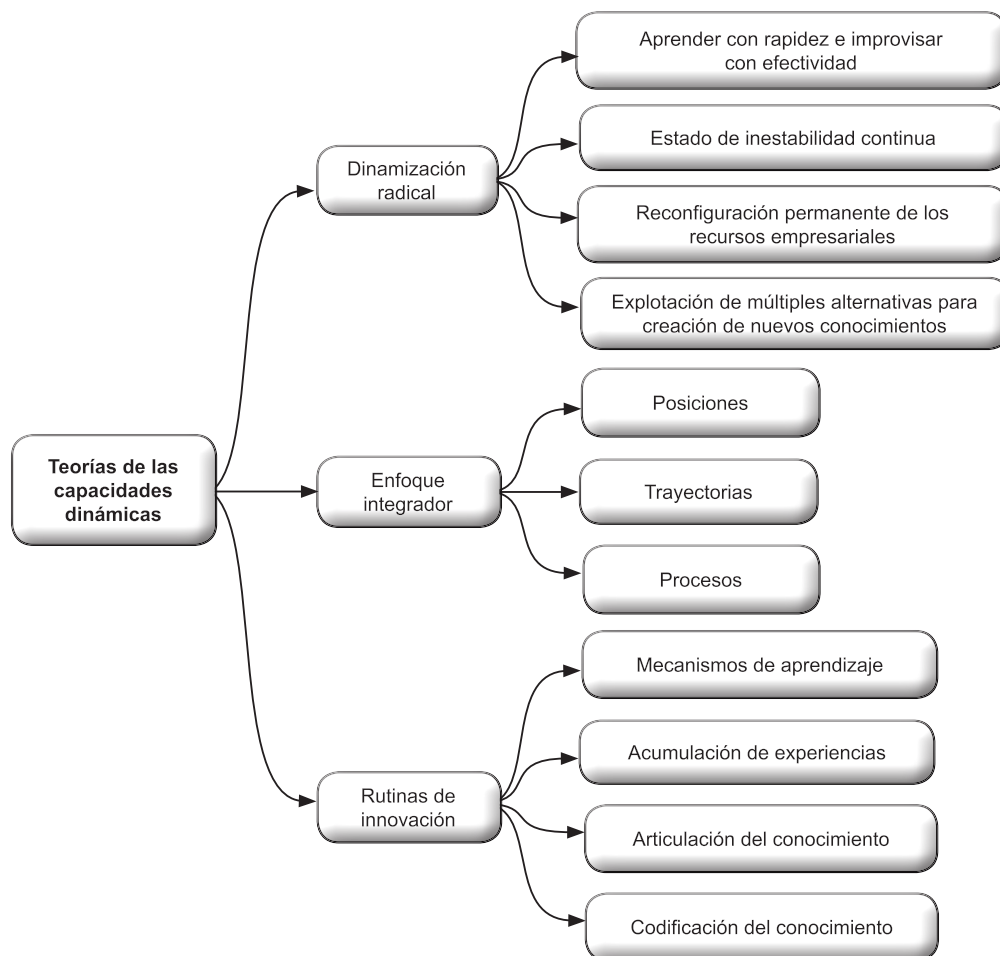 Teorías de las
capacidades
dinámicas
Dinamización
radical
Aprender con rapidez e improvisar
con efectividad
Estado de inestabilidad continua
Reconfiguración permanente de los
recursos empresariales
Explotación de múltiples alternativas para
creación de nuevos conocimientos
Enfoque
integrador
Posiciones
Trayectorias
Procesos
Rutinas de
innovación
Mecanismos de aprendizaje
Acumulación de experiencias
Articulación del conocimiento
Codificación del conocimiento